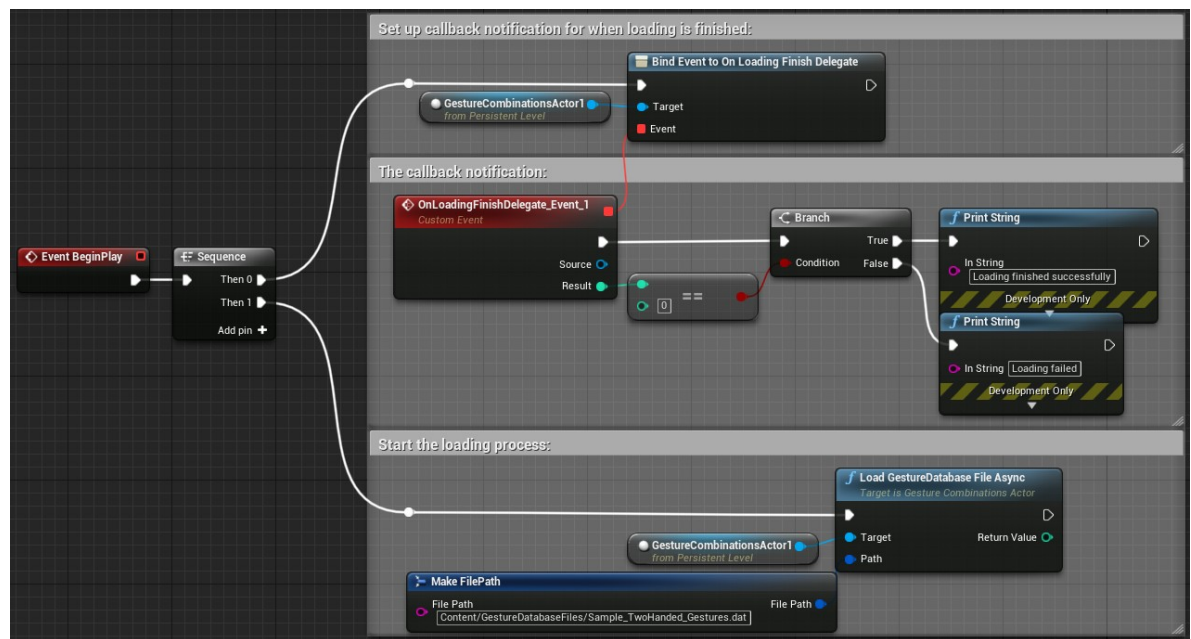 Set up callback notification for when loading is finished:
Bind Event to On Loading Finish Delegate
GestureCombinationsActor1
from Persistent Level
Target
Event
The callback notification:
OnLoadingFinishDelegate_Event_1
Custom Event
Source
Result
==
0
Branch
True
Condition
False
Print String
In String
Loading finished successfully
Development Only
Print String
In String Loading failed
Development Only
Event BeginPlay
Sequence
Then 0
Then 1
Add pin
Start the loading process:
Load GestureDatabase File Async
Target is Gesture Combinations Actor
Target
Return Value
Path
GestureCombinationsActor1
from Persistent Level
Make FilePath
File Path
File Path
Content/GestureDatabaseFiles/Sample_TwoHanded_Gestures.dat